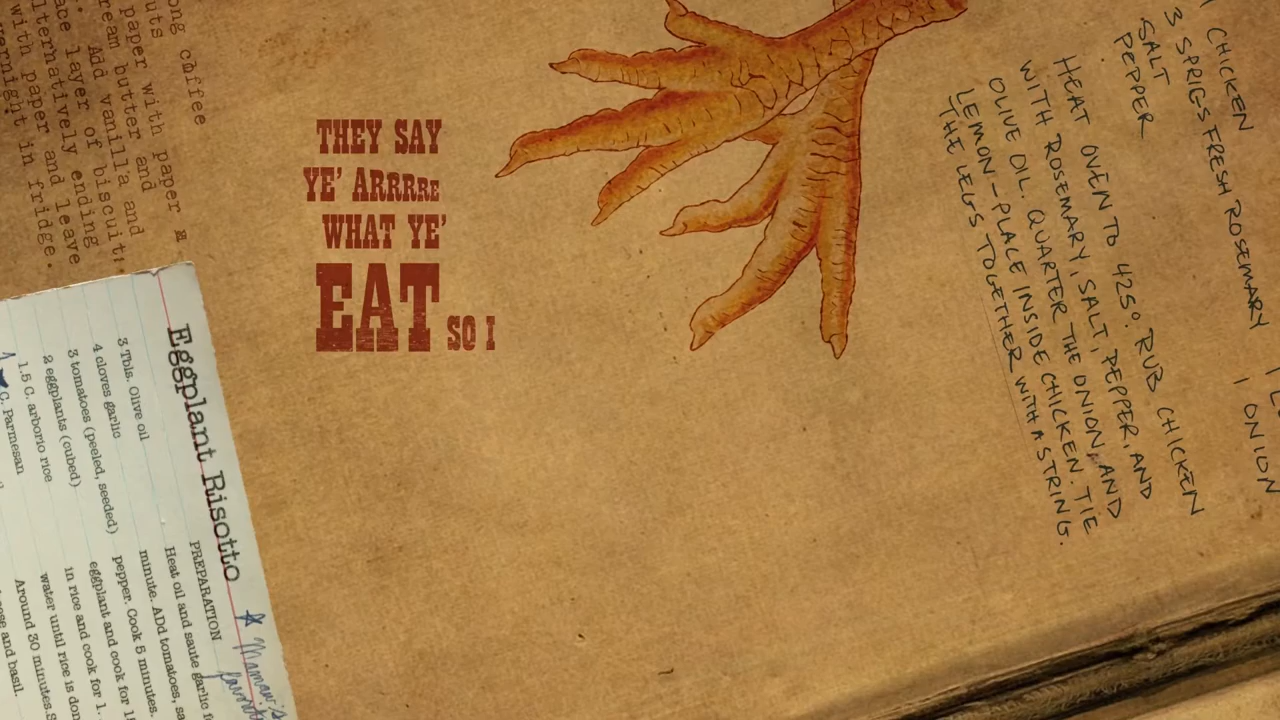 THEY SAY
YE' ARRRRE
WHAT YE'
EAT SO I
ong coffee
uts
paper with paper
ream butter and
Add vanilla and
ace layer of biscuit
lternatively ending
with paper and leave
vernight in fridge.
Eggplant Risotto
3 Tbls. Olive oil
4 cloves garlic
3 tomatoes (peeled, seeded)
2 eggplants (cubed)
1.5 C. arborio rice
C. Parmesan
PREPARATION
Heat oil and saute garlic
minute. ADd tomatoes,
pepper. Cook 5 minutes.
eggplant and cook for
in rice and cook for
water until rice is
Around 30 minutes.
and basil.
Mamaw's
favorite
1 CHICKEN
3 SPRIGS FRESH ROSEMARY
SALT
PEPPER
1 ONION
HEAT OVEN TO 425°. RUB CHICKEN
WITH ROSEMARY, SALT, PEPPER, AND
OLIVE OIL. QUARTER THE ONION, AND
LEMON - PLACE INSIDE CHICKEN. TIE
THE LEGS TOGETHER WITH A STRING.